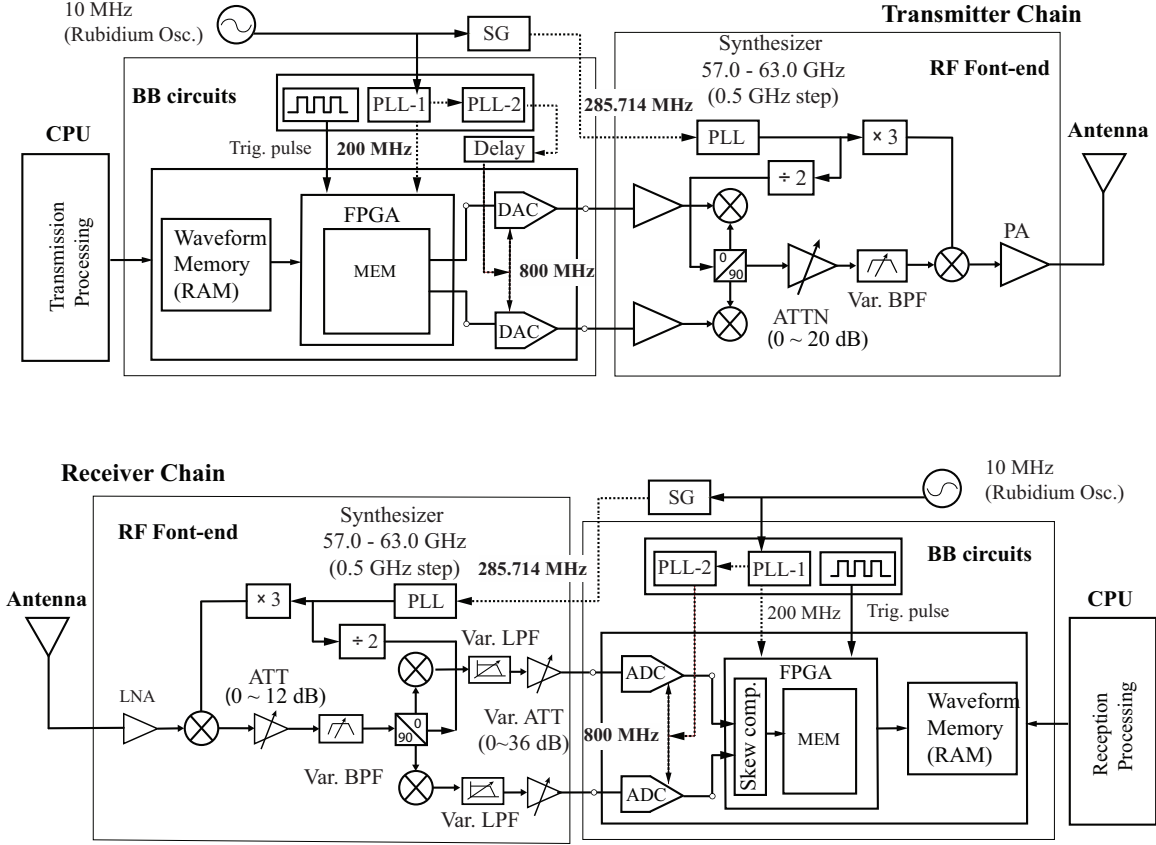 10 MHz
(Rubidium Osc.)
SG
Transmitter Chain
Synthesizer
57.0 - 63.0 GHz
(0.5 GHz step)
RF Font-end
BB circuits
PLL-1
PLL-2
285.714 MHz
CPU
Trig. pulse
200 MHz
Delay
PLL
× 3
Antenna
÷ 2
Transmission
Processing
Waveform
Memory
(RAM)
FPGA
MEM
DAC
800 MHz
DAC
0
90
ATTN
(0 ~ 20 dB)
Var. BPF
PA
Receiver Chain
10 MHz
(Rubidium Osc.)
SG
RF Font-end
Synthesizer
57.0 - 63.0 GHz
(0.5 GHz step)
285.714 MHz
BB circuits
PLL-2
PLL-1
Antenna
× 3
PLL
200 MHz
Trig. pulse
CPU
÷ 2
Var. LPF
LNA
ATT
(0 ~ 12 dB)
0
90
Var. BPF
Var. ATT
(0~36 dB)
Var. LPF
ADC
800 MHz
ADC
Skew comp.
FPGA
MEM
Waveform
Memory
(RAM)
Reception
Processing